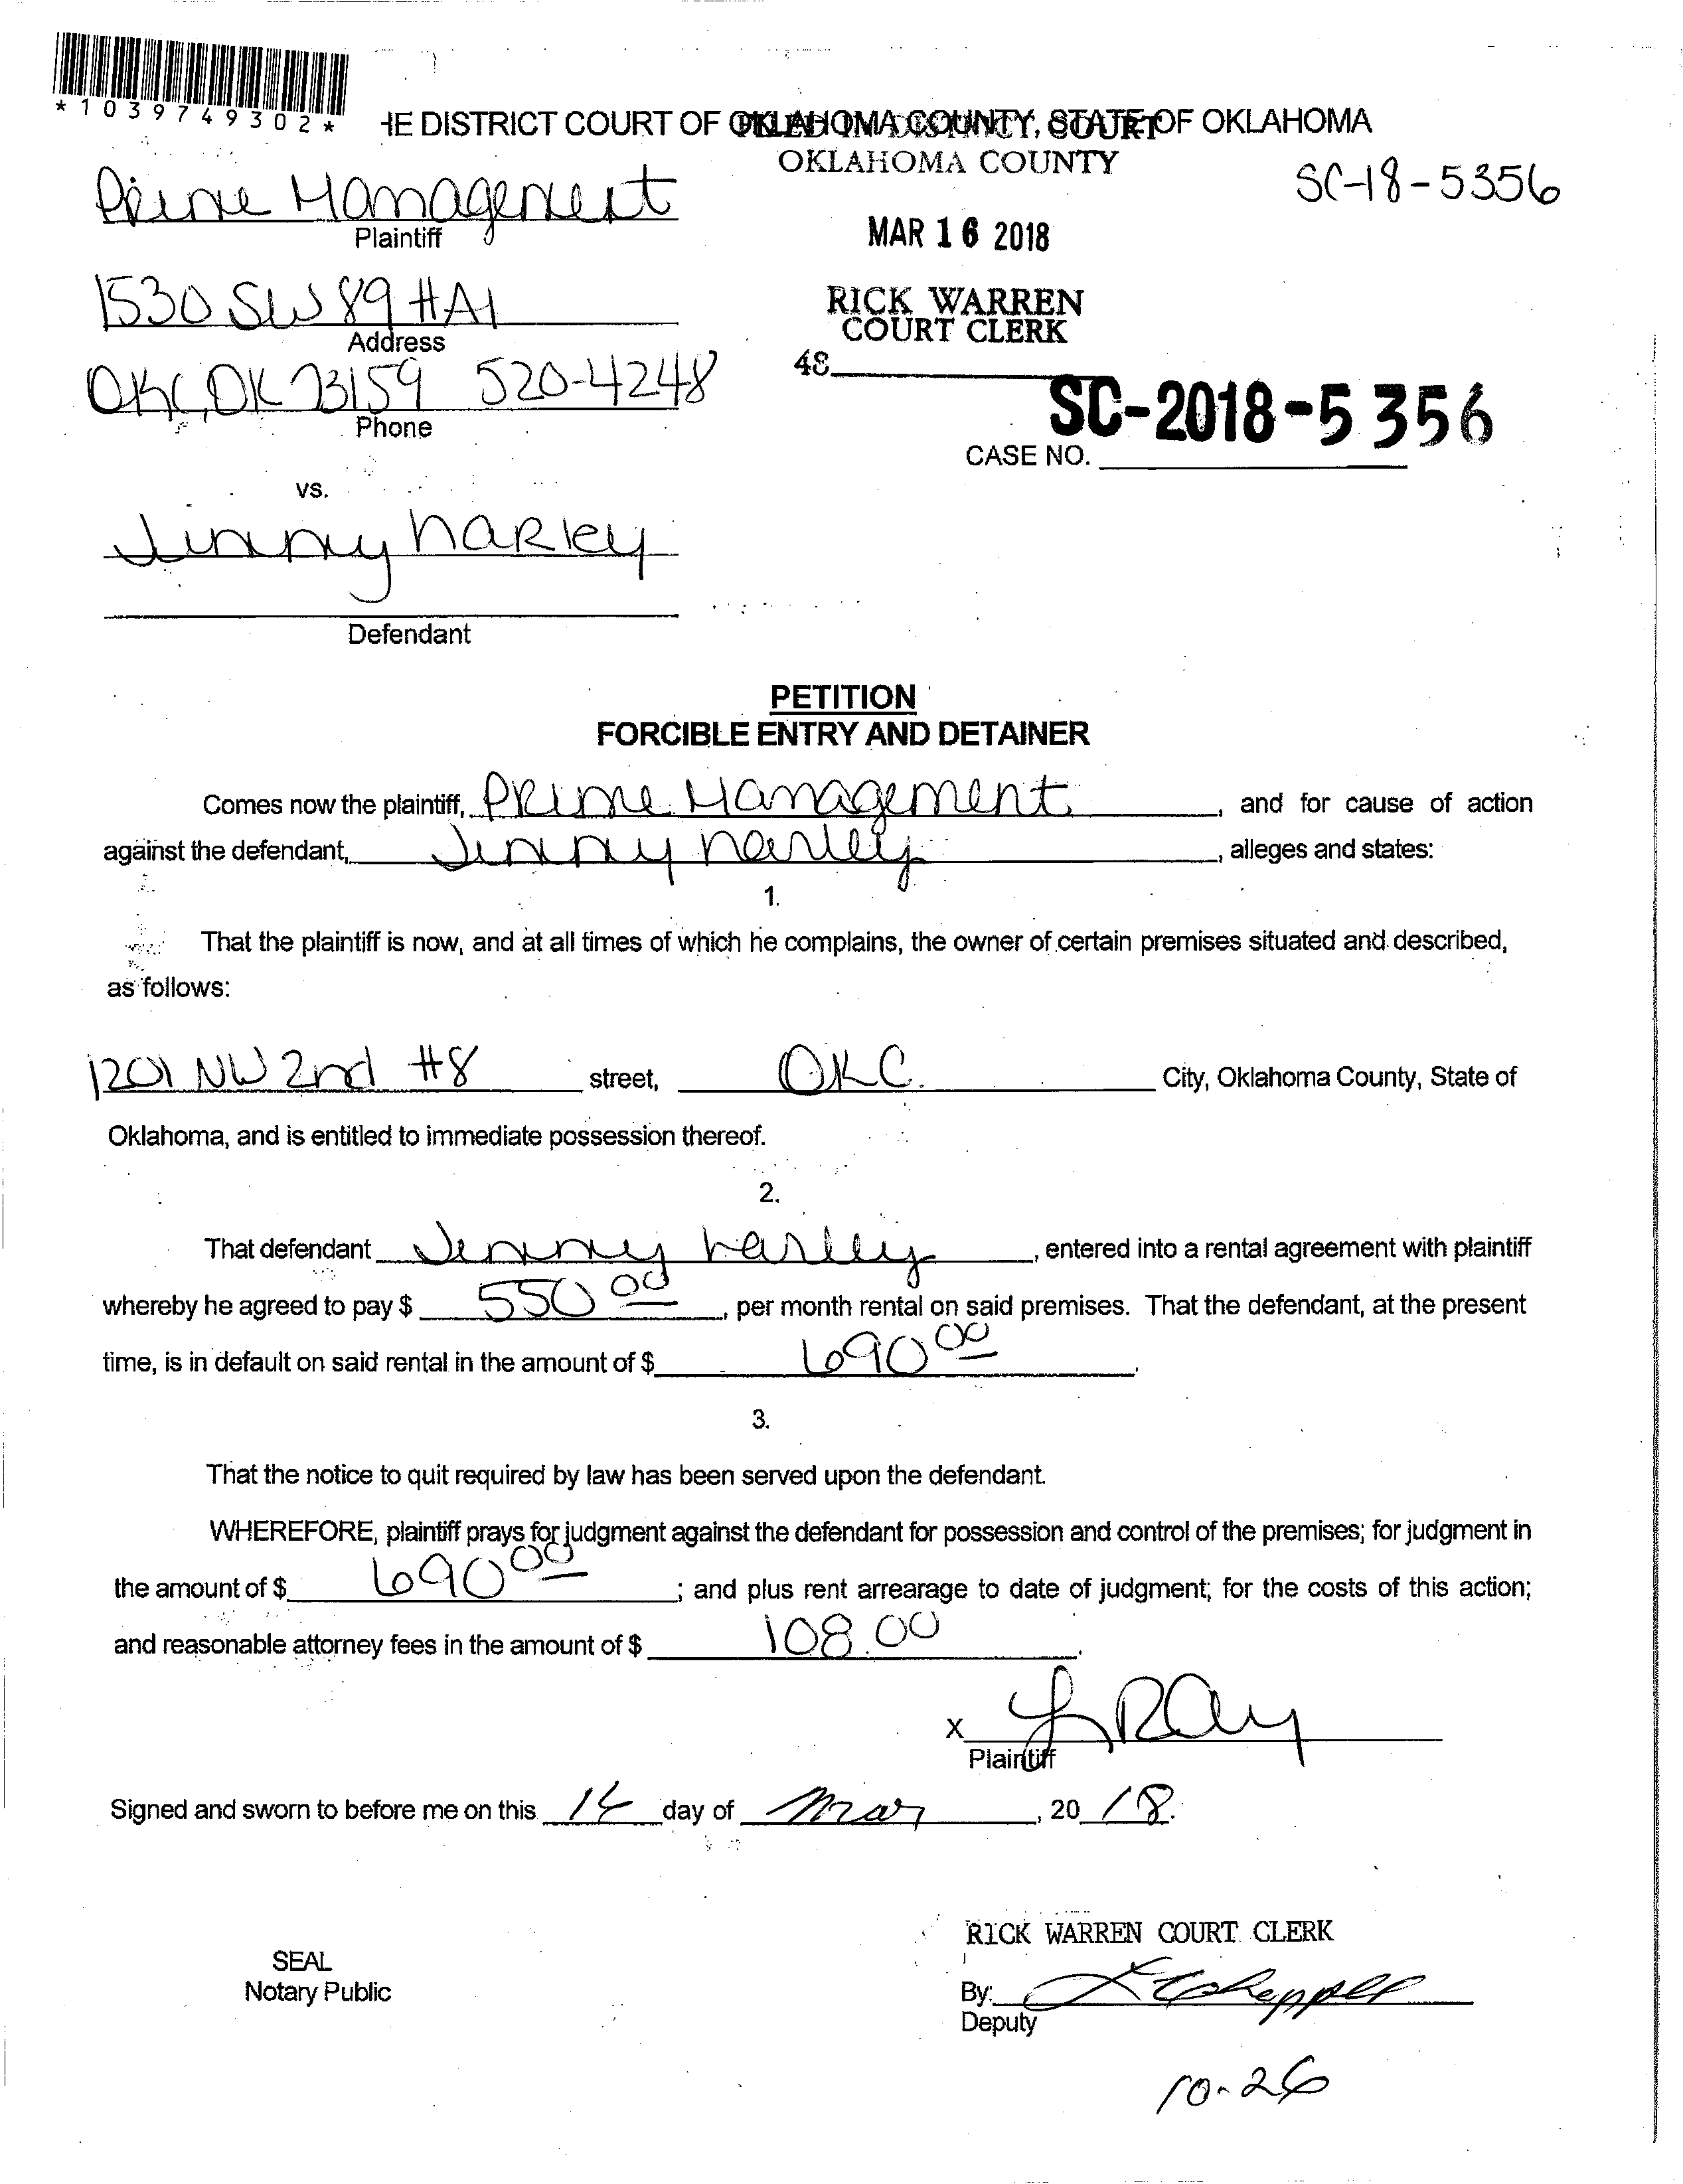 *1039749302*
HE DISTRICT COURT OF OKLAHOMA COUNTY, STATE OF OKLAHOMA
FILED IN DISTRICT COURT
OKLAHOMA COUNTY
Prime Management
SC-18-5356
Plaintiff
MAR 16 2018
1530 SW 89 #A1
RICK WARREN
COURT CLERK
Address
OKC, OK 73159 520-4248
48
Phone
SC-2018-5356
CASE NO.
vs.
Jenny Harley
Defendant
PETITION
FORCIBLE ENTRY AND DETAINER
Comes now the plaintiff, Prime Management, and for cause of action
against the defendant, Jenny Harley, alleges and states:
1.
That the plaintiff is now, and at all times of which he complains, the owner of certain premises situated and described,
as follows:
1201 NW 2nd #8 street, OKC. City, Oklahoma County, State of
Oklahoma, and is entitled to immediate possession thereof.
2.
That defendant Jenny Harley, entered into a rental agreement with plaintiff
whereby he agreed to pay $ 550 00, per month rental on said premises. That the defendant, at the present
time, is in default on said rental in the amount of $ 690 00.
3.
That the notice to quit required by law has been served upon the defendant.
WHEREFORE, plaintiff prays for judgment against the defendant for possession and control of the premises; for judgment in
the amount of $ 690 00; and plus rent arrearage to date of judgment; for the costs of this action;
and reasonable attorney fees in the amount of $ 108.00.
X L Ray
Plaintiff
Signed and sworn to before me on this 16 day of Mar, 20 18.
RICK WARREN COURT CLERK
SEAL
Notary Public
By:
Deputy
10-26